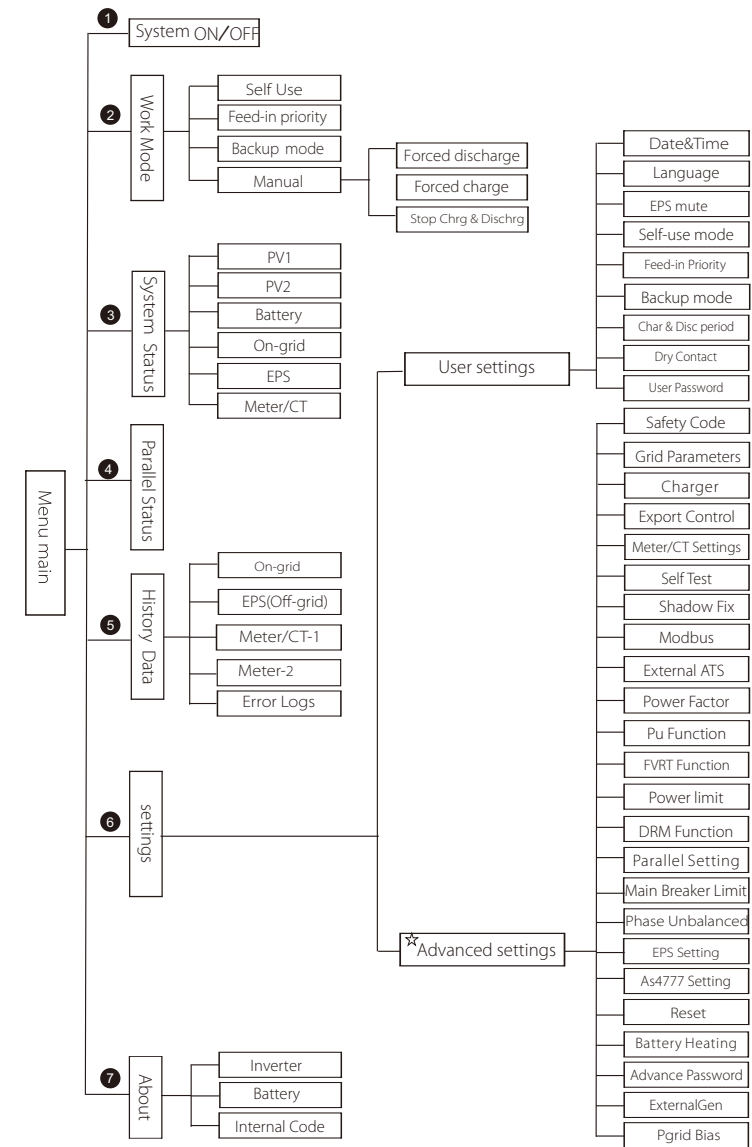 Menu main
1
System ON/OFF
2
Work Mode
Self Use
Feed-in priority
Backup mode
Manual
Forced discharge
Forced charge
Stop Chrg & Dischrg
3
System Status
PV1
PV2
Battery
On-grid
EPS
Meter/CT
4
Parallel Status
5
History Data
On-grid
EPS(Off-grid)
Meter/CT-1
Meter-2
Error Logs
6
settings
User settings
Date&Time
Language
EPS mute
Self-use mode
Feed-in Priority
Backup mode
Char & Disc period
Dry Contact
User Password
☆Advanced settings
Safety Code
Grid Parameters
Charger
Export Control
Meter/CT Settings
Self Test
Shadow Fix
Modbus
External ATS
Power Factor
Pu Function
FVRT Function
Power limit
DRM Function
Parallel Setting
Main Breaker Limit
Phase Unbalanced
EPS Setting
As4777 Setting
Reset
Battery Heating
Advance Password
ExternalGen
Pgrid Bias
7
About
Inverter
Battery
Internal Code